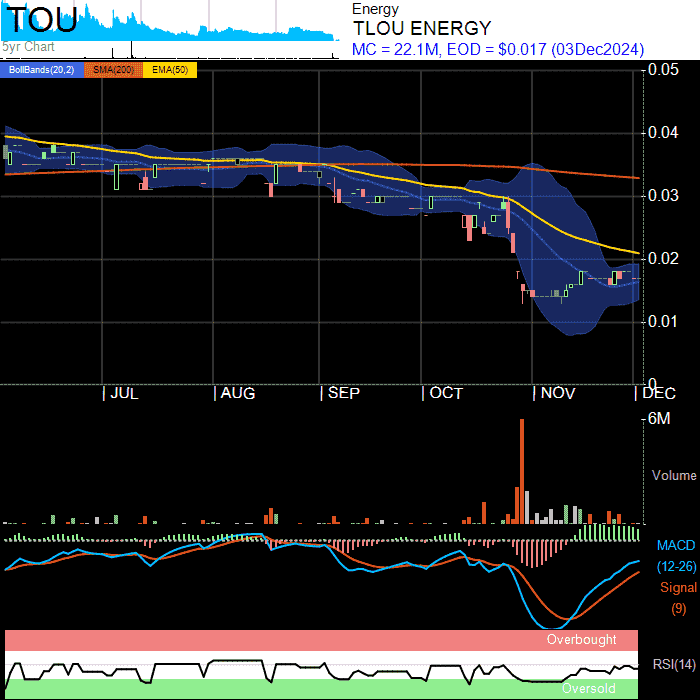 TOU
5yr Chart
Energy
TLOU ENERGY
MC = 22.1M, EOD = $0.017 (03Dec2024)
BollBands(20,2) SMA(200) EMA(50)
0.05
0.04
0.03
0.02
0.01
0
JUL AUG SEP OCT NOV DEC
6M
Volume
MACD
(12-26)
Signal
(9)
Overbought
RSI(14)
Oversold